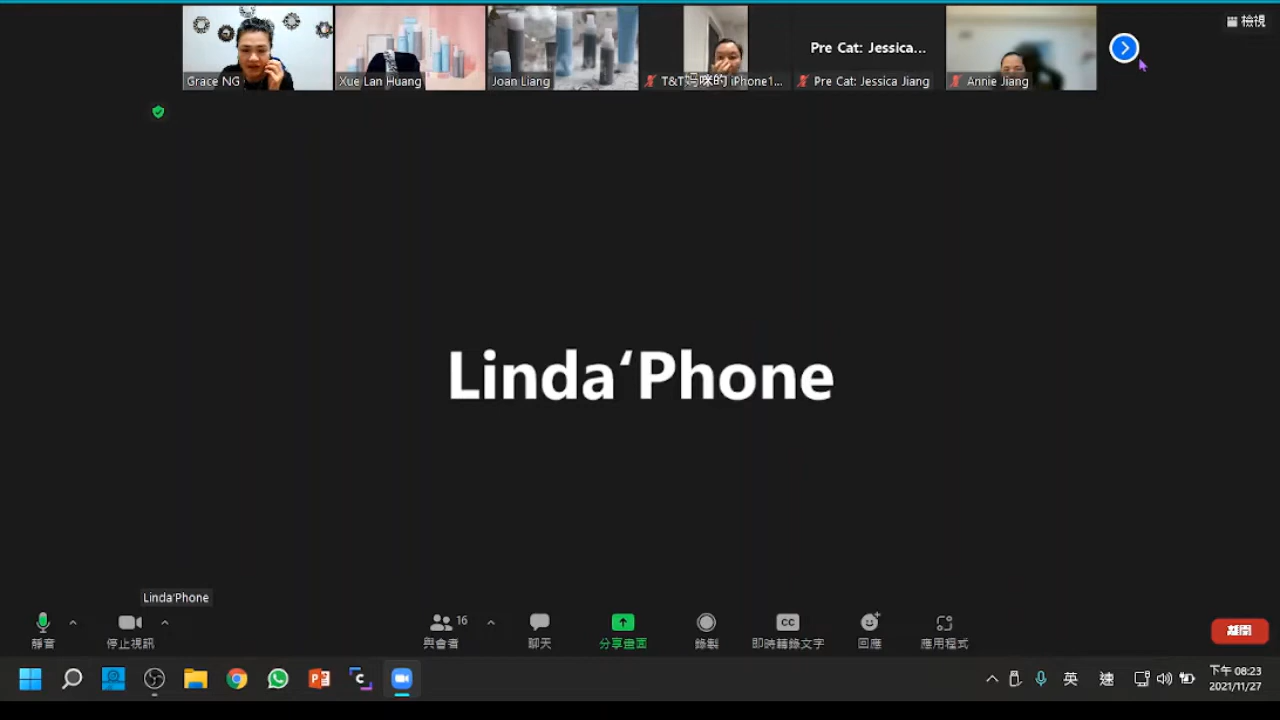 檢視
Grace NG
Xue Lan Huang
Joan Liang
T&T妈咪的 iPhone1...
Pre Cat: Jessica...
Pre Cat: Jessica Jiang
Annie Jiang
Linda‘Phone
Linda‘Phone
靜音
停止視訊
16
與會者
聊天
分享畫面
錄製
CC
即時轉錄文字
回應
應用程式
離開
英
速
下午 08:23
2021/11/27